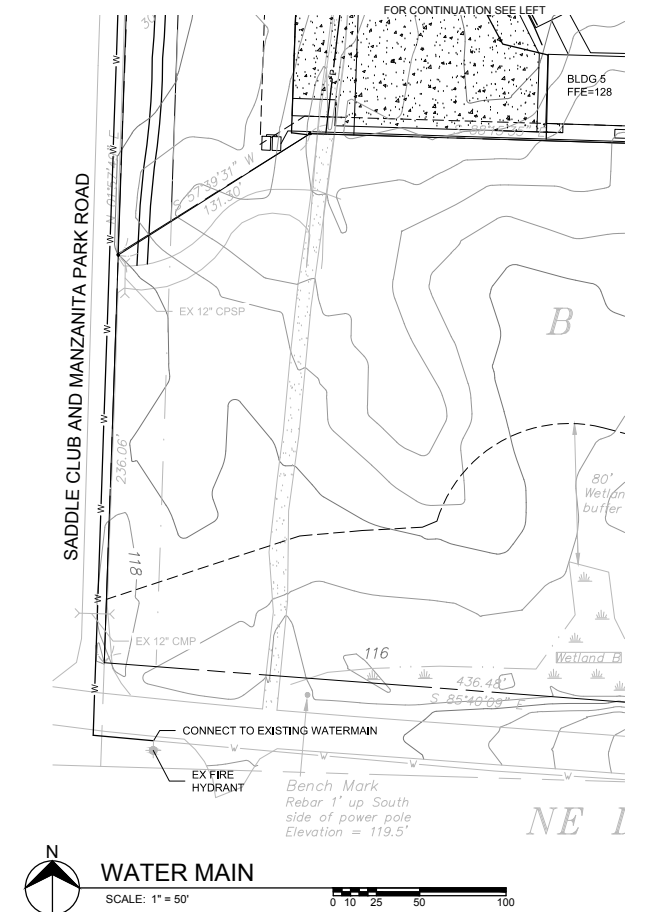 FOR CONTINUATION SEE LEFT
BLDG 5
FFE=128
S 57°39'31" W
131.30'
SADDLE CLUB AND MANZANITA PARK ROAD
W
W
W
W
W
W
W
P
EX 12" CPSP
B
236.06'
80'
Wetlan
buffer
118
EX 12" CMP
116
Wetland B
436.48'
S 85°40'09" E
CONNECT TO EXISTING WATERMAIN
W
W
W
W
EX FIRE
HYDRANT
Bench Mark
Rebar 1' up South
side of power pole
Elevation = 119.5'
NE
N
WATER MAIN
SCALE: 1" = 50'
0 10 25 50 100